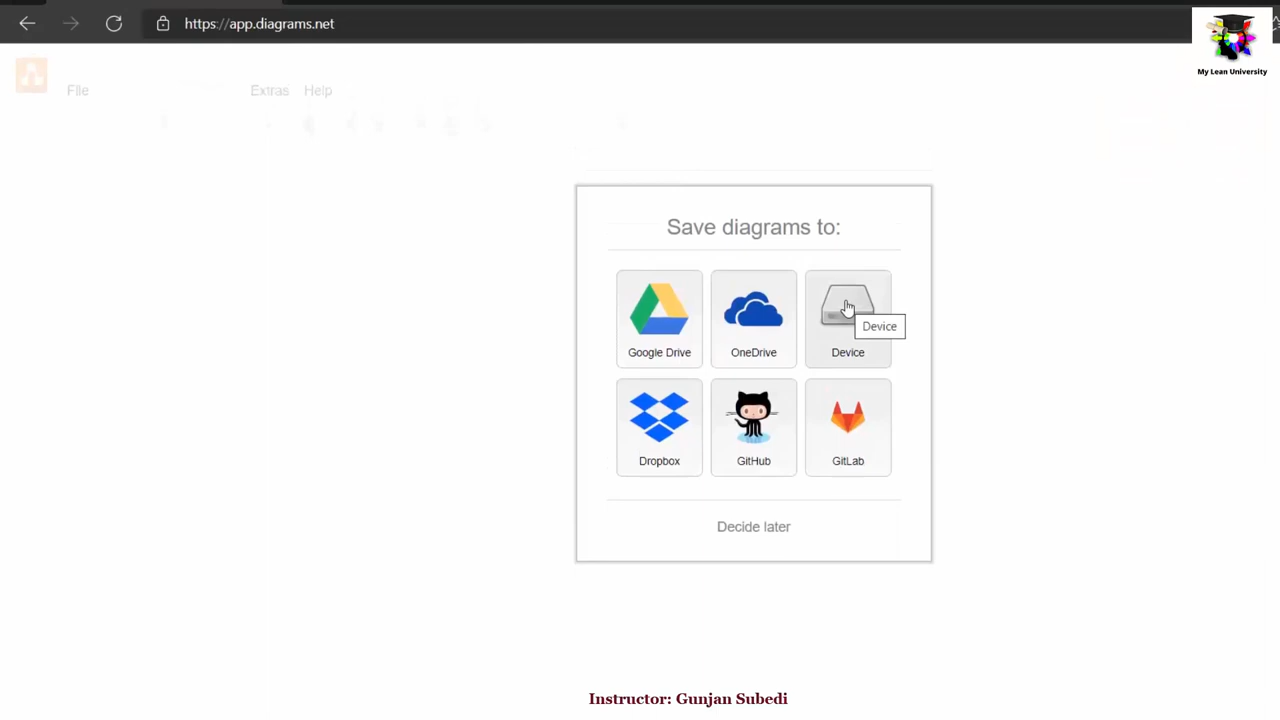 https://app.diagrams.net
My Lean University
File Extras Help
Save diagrams to:
Google Drive OneDrive Device
Device
Dropbox GitHub GitLab
Decide later
Instructor: Gunjan Subedi